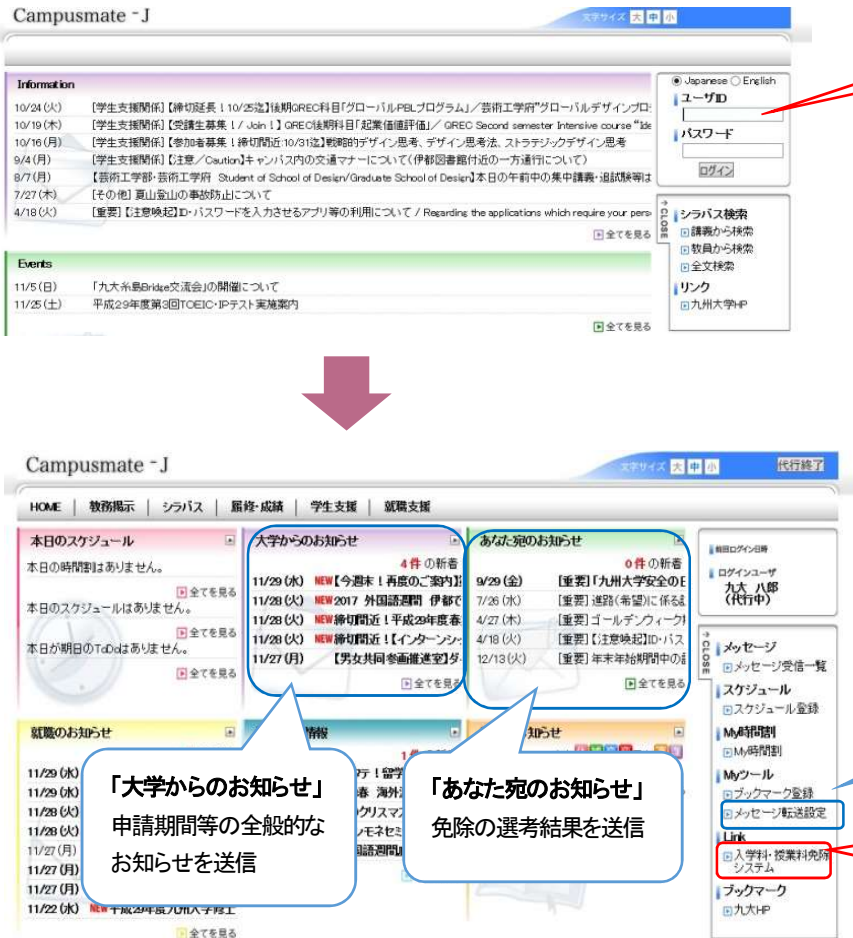 Campusmate - J
文字サイズ 大 中 小
Information
10/24(火) [学生支援関係]【締切延長！10/25迄】後期QREC科目「グローバルPBLプログラム」／芸術工学府"グローバルデザインプロ
10/19(木) [学生支援関係]【受講生募集！/ Join！】QREC後期科目「起業価値評価」/ QREC Second semester Intensive course "Ide
10/16(月) [学生支援関係]【参加者募集！締切間近:10/31迄】戦略的デザイン思考、デザイン思考法、ストラテジックデザイン思考
9/4(月) [学生支援関係]【注意／Caution】キャンパス内の交通マナーについて(伊都図書館付近の一方通行について)
8/7(月) 【芸術工学部・芸術工学府 Student of School of Design/Graduate School of Design】本日の午前中の集中講義・追試験等は
7/27(木) [その他] 夏山登山の事故防止について
4/18(火) [重要]【注意喚起】ID・パスワードを入力させるアプリ等の利用について / Regarding the applications which require your pers
全てを見る
Events
11/5(日) 「九大糸島Bridge交流会」の開催について
11/25(土) 平成29年度第3回TOEIC・IPテスト実施案内
全てを見る
Japanese English
ユーザID
パスワード
ログイン
CLOSE
シラバス検索
講義から検索
教員から検索
全文検索
リンク
九州大学HP
Campusmate - J
文字サイズ 大 中 小
代行終了
HOME | 教務掲示 | シラバス | 履修・成績 | 学生支援 | 就職支援
本日のスケジュール
本日の時間割はありません。
全てを見る
本日のスケジュールはありません。
全てを見る
本日が期日のToDoはありません。
全てを見る
大学からのお知らせ
4件 の新着
11/29(水) NEW【今週末！再度のご案内】
11/28(火) NEW 2017 外国語週間 伊都で
11/28(火) NEW 締切間近！平成29年度春
11/28(火) NEW 締切間近！【インターンシッ
11/27(月) 【男女共同参画推進室】ダ
全てを見る
あなた宛のお知らせ
0件 の新着
9/29(金) [重要]「九州大学安全の日
7/26(水) [重要] 進路(希望)に係る
4/27(木) [重要] ゴールデンウィーク
4/18(火) [重要]【注意喚起】ID・パス
12/13(火) [重要] 年末年始期間中の
全てを見る
前回ログイン日時
ログインユーザ
九大 八郎
(代行中)
CLOSE
メッセージ
メッセージ受信一覧
スケジュール
スケジュール登録
My時間割
My時間割
Myツール
ブックマーク登録
メッセージ転送設定
Link
入学料・授業料免除
システム
ブックマーク
九大HP
就職のお知らせ
11/29(水)
11/29(水)
11/28(火)
11/28(火)
11/27(月)
11/27(月)
11/27(月)
11/22(水) NEW 平成29年度九州大学修士
全てを見る
情報
知らせ
「大学からのお知らせ」
申請期間等の全般的な
お知らせを送信
「あなた宛のお知らせ」
免除の選考結果を送信